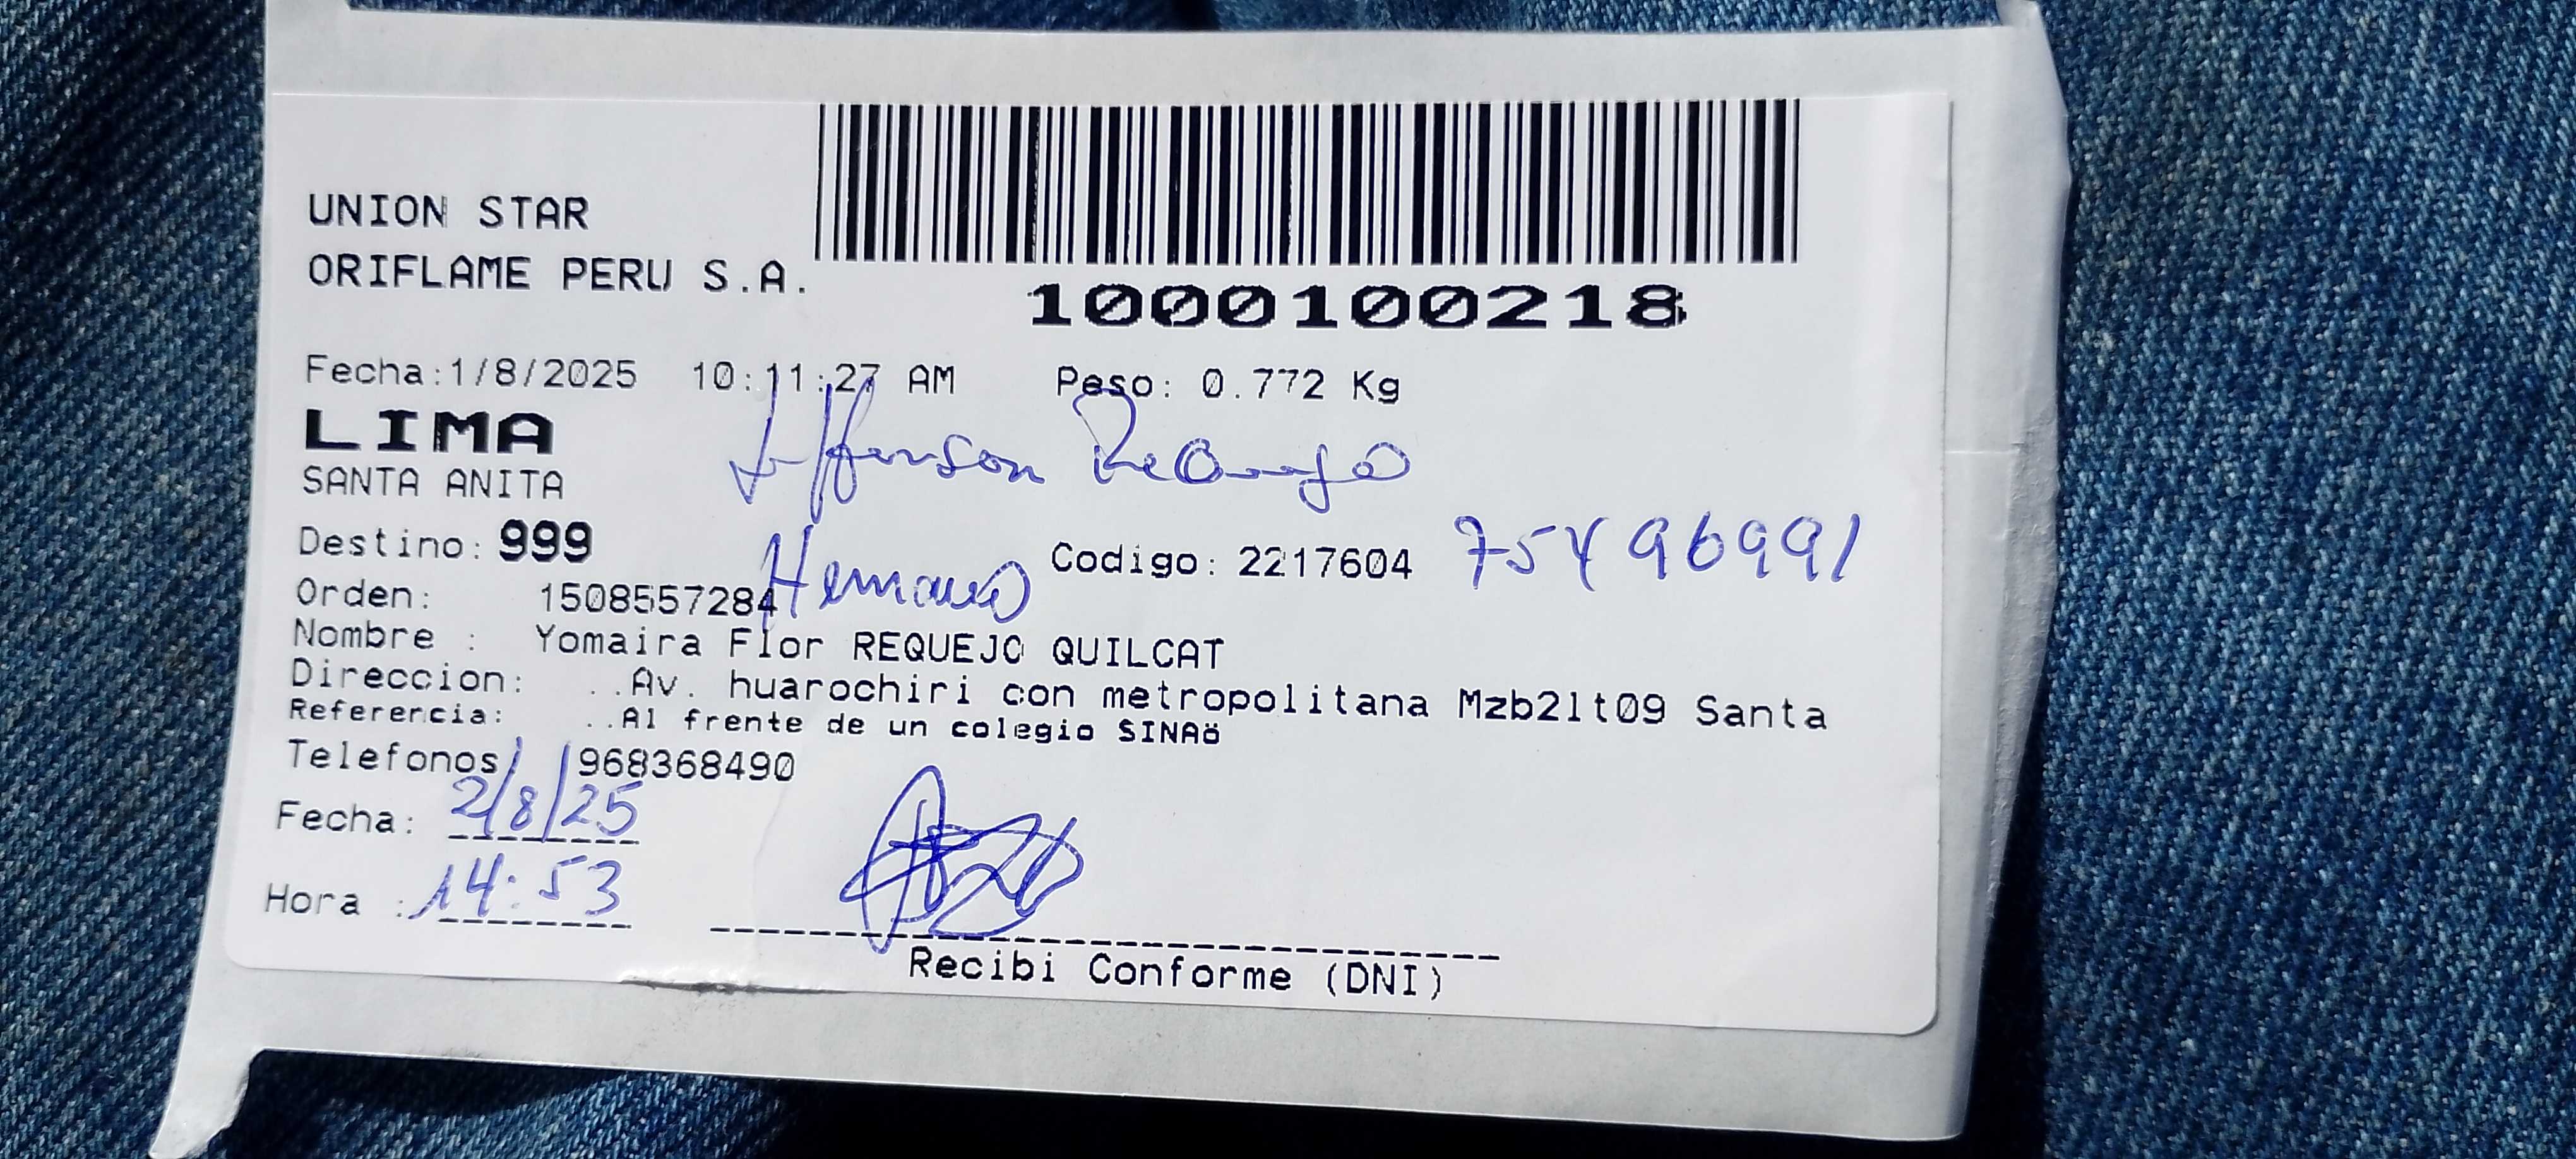 UNION STAR
ORIFLAME PERU S.A.
1000100218
Fecha:1/8/2025 10:11:27 AM Peso: 0.772 Kg
LIMA
SANTA ANITA
Destino: 999
Hermano
Codigo: 2217604 75496991
Orden: 1508557284
Nombre : Yomaira Flor REQUEJO QUILCAT
Direccion: ..Av. huarochiri con metropolitana Mzb2lt09 Santa
Referencia: ..Al frente de un colegio SINAö
Telefonos 968368490
Fecha: 2/8/25
Hora : 14:53
Recibi Conforme (DNI)